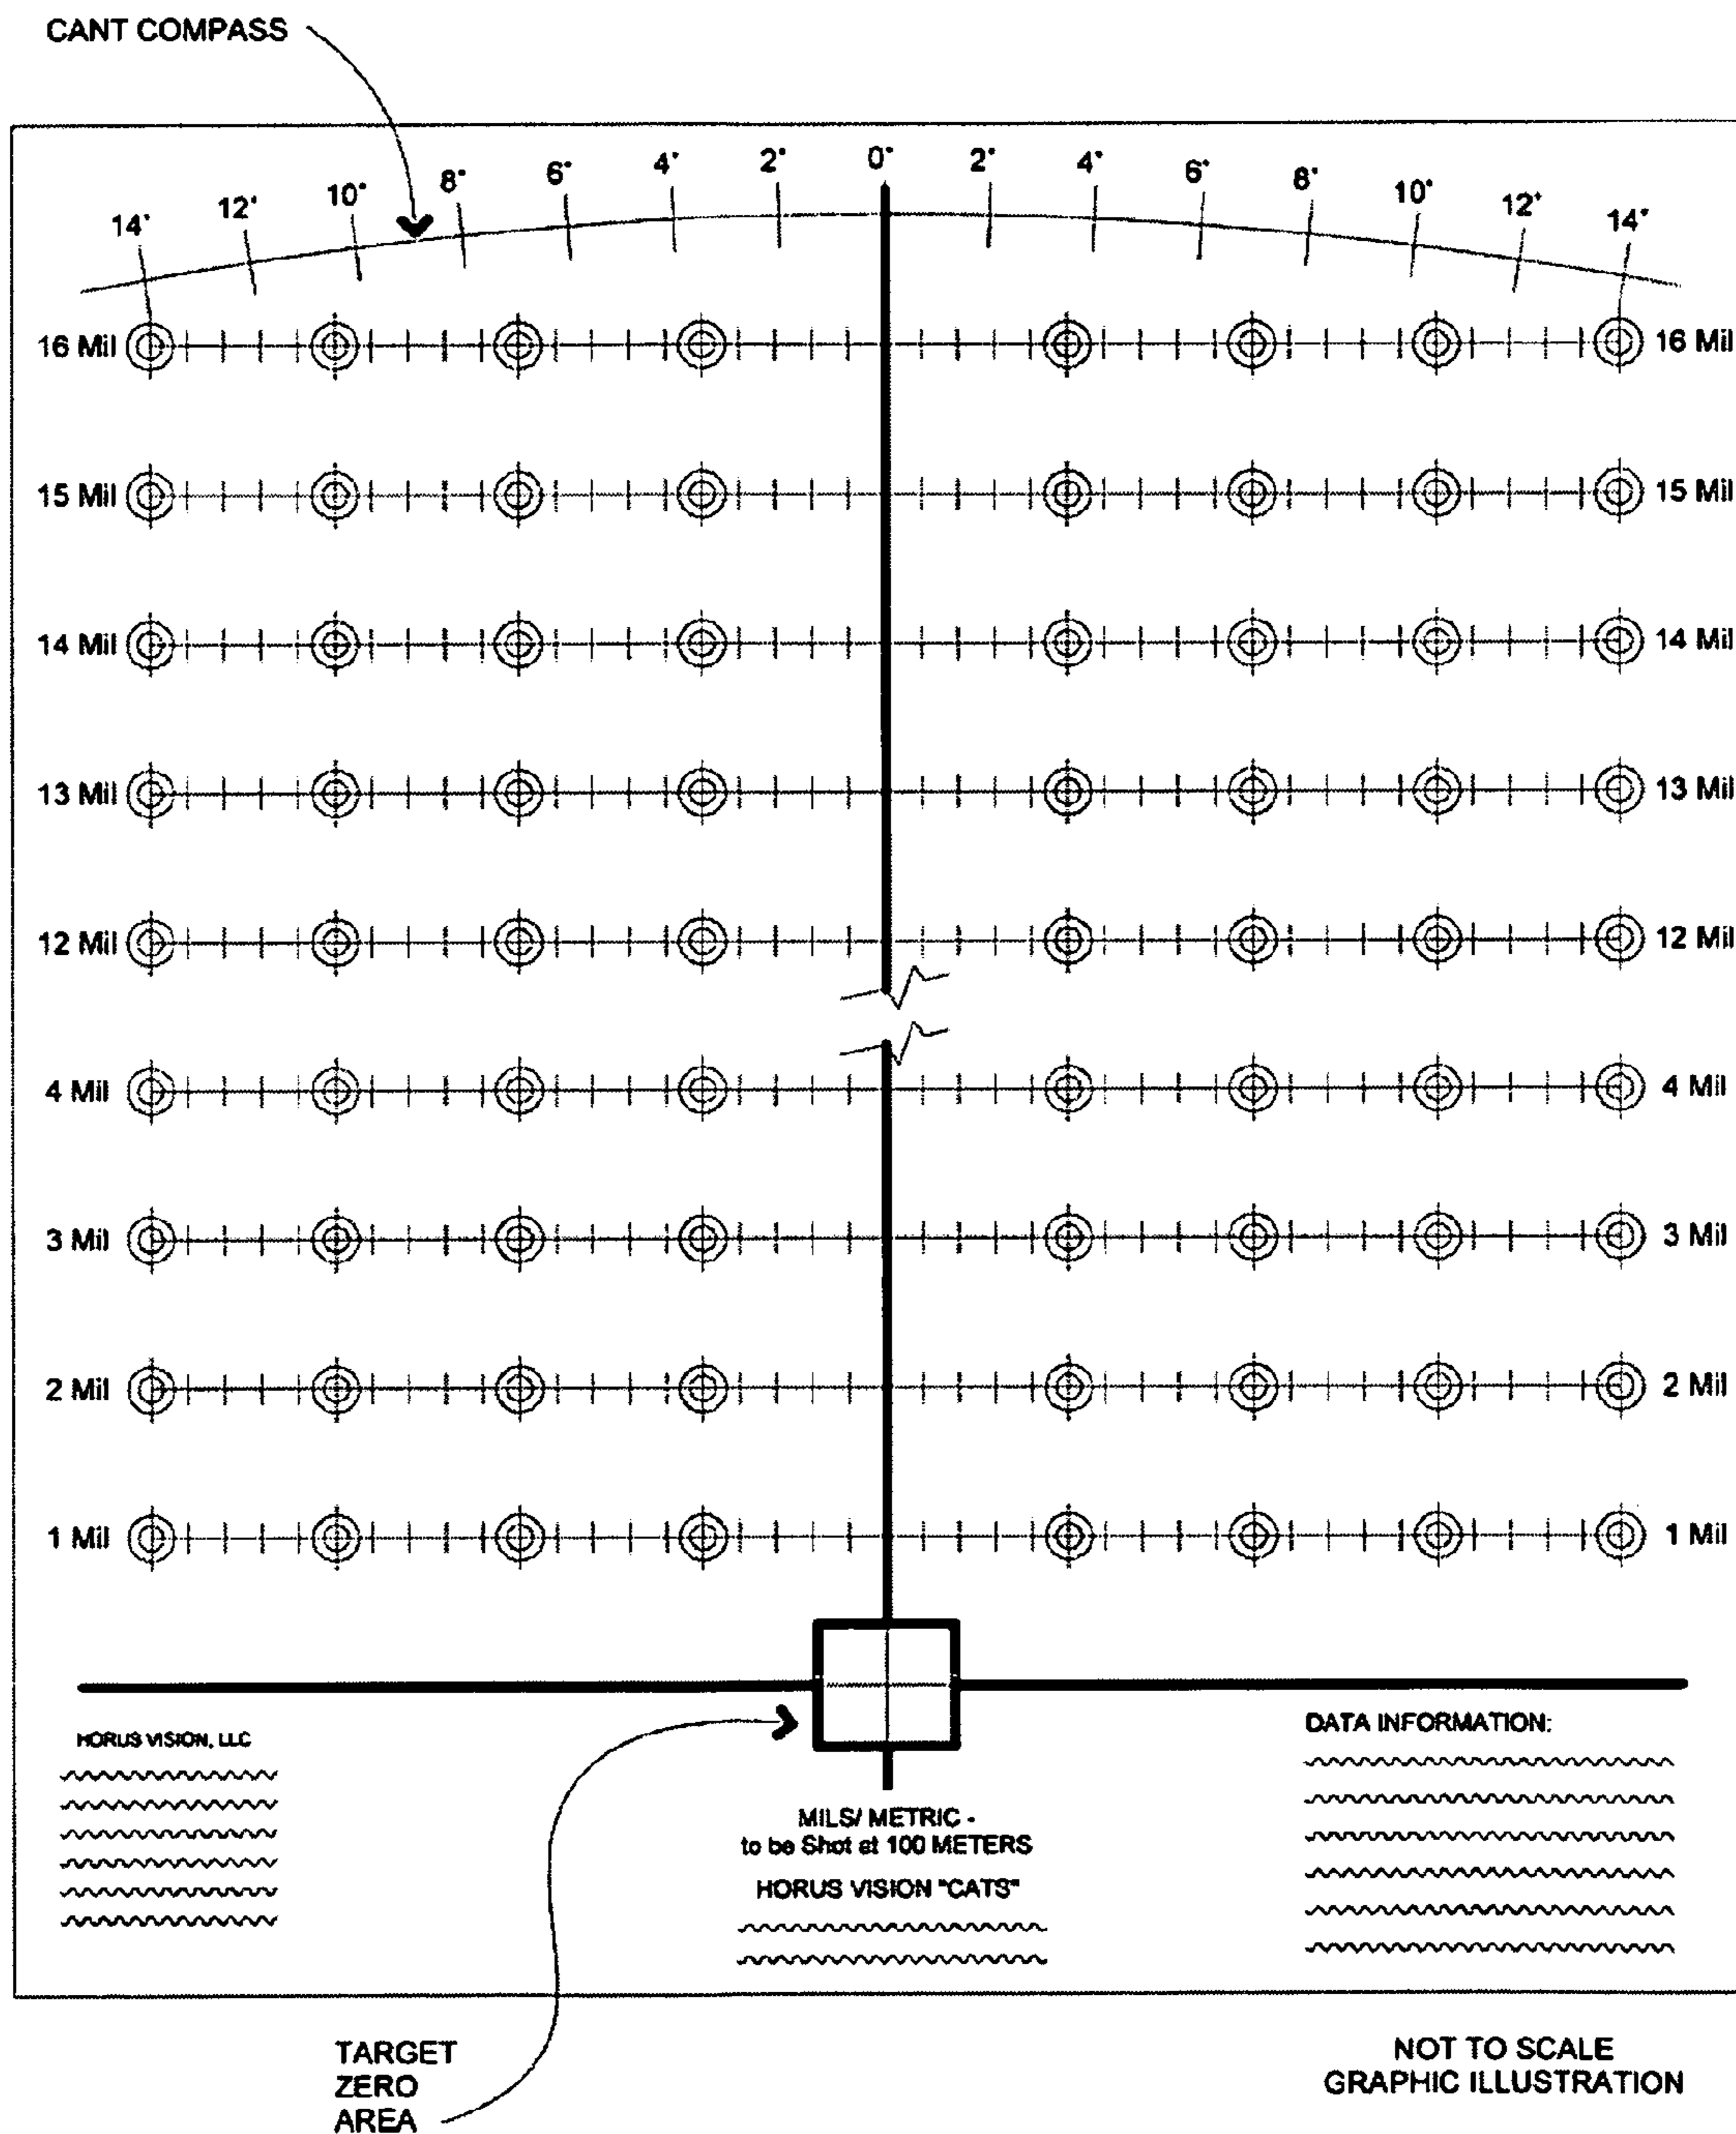 CANT COMPASS
14° 12° 10° 8° 6° 4° 2° 0° 2° 4° 6° 8° 10° 12° 14°
16 Mil 16 Mil
15 Mil 15 Mil
14 Mil 14 Mil
13 Mil 13 Mil
12 Mil 12 Mil
4 Mil 4 Mil
3 Mil 3 Mil
2 Mil 2 Mil
1 Mil 1 Mil
HORUS VISION, LLC
MILS/ METRIC -
to be Shot at 100 METERS
HORUS VISION "CATS"
DATA INFORMATION:
TARGET
ZERO
AREA
NOT TO SCALE
GRAPHIC ILLUSTRATION